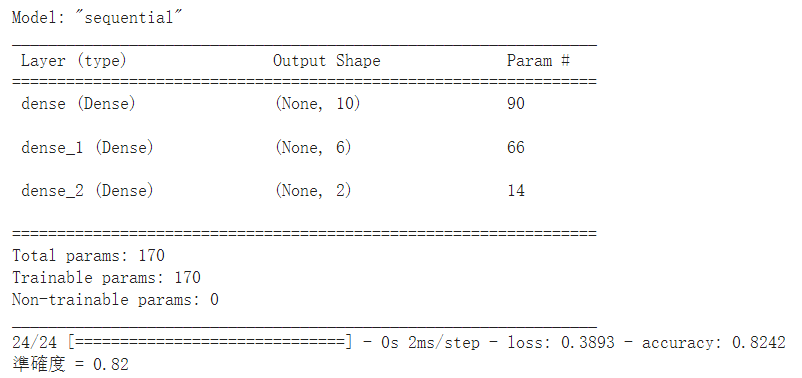 Model: "sequential"
_________________________________________________________________
Layer (type) Output Shape Param #
=================================================================
dense (Dense) (None, 10) 90
dense_1 (Dense) (None, 6) 66
dense_2 (Dense) (None, 2) 14
=================================================================
Total params: 170
Trainable params: 170
Non-trainable params: 0
_________________________________________________________________
24/24 [==============================] - 0s 2ms/step - loss: 0.3893 - accuracy: 0.8242
準確度 = 0.82